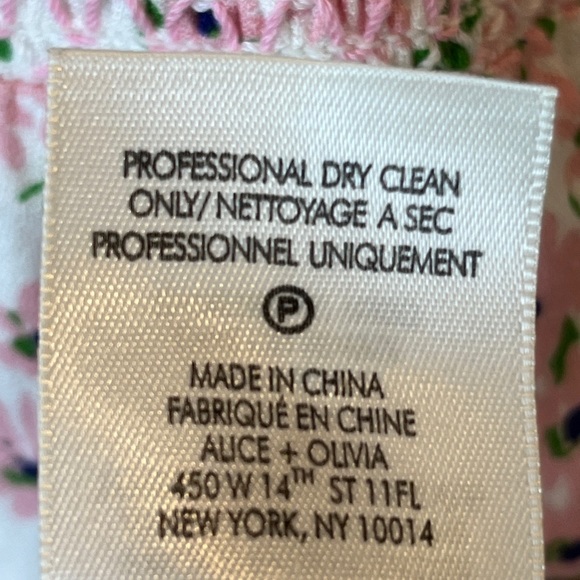 PROFESSIONAL DRY CLEAN
ONLY/ NETTOYAGE A SEC
PROFESSIONNEL UNIQUEMENT
P
MADE IN CHINA
FABRIQUÉ EN CHINE
ALICE + OLIVIA
450 W 14TH ST 11FL
NEW YORK, NY 10014